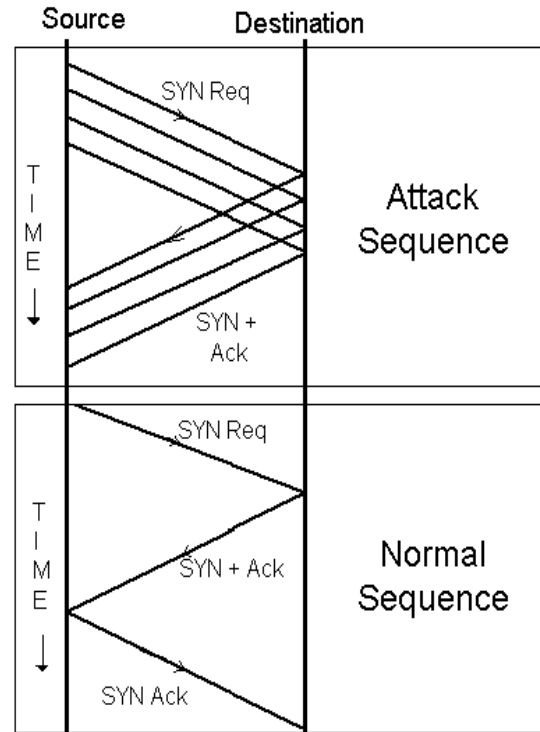 Source
Destination
SYN Req
T
I
M
E
Attack
Sequence
SYN +
Ack
SYN Req
T
I
M
E
SYN + Ack
Normal
Sequence
SYN Ack